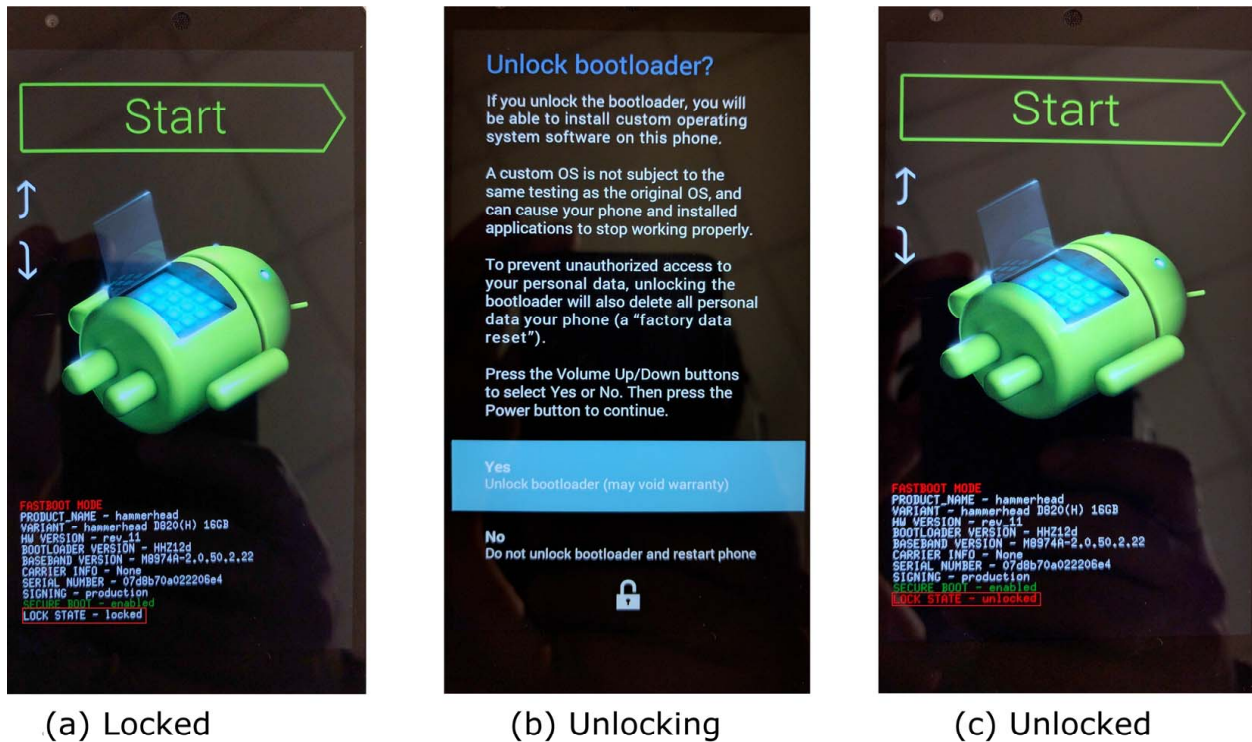 Start
FASTBOOT MODE
PRODUCT_NAME - hammerhead
VARIANT - hammerhead D820(H) 16GB
HW VERSION - rev_11
BOOTLOADER VERSION - HHZ12d
BASEBAND VERSION - M8974A-2.0.50.2.22
CARRIER INFO - None
SERIAL NUMBER - 07d8b70a022206e4
SIGNING - production
SECURE BOOT - enabled
LOCK STATE - locked
(a) Locked
Unlock bootloader?
If you unlock the bootloader, you will
be able to install custom operating
system software on this phone.
A custom OS is not subject to the
same testing as the original OS, and
can cause your phone and installed
applications to stop working properly.
To prevent unauthorized access to
your personal data, unlocking the
bootloader will also delete all personal
data your phone (a “factory data
reset”).
Press the Volume Up/Down buttons
to select Yes or No. Then press the
Power button to continue.
Yes
Unlock bootloader (may void warranty)
No
Do not unlock bootloader and restart phone
(b) Unlocking
Start
FASTBOOT MODE
PRODUCT_NAME - hammerhead
VARIANT - hammerhead D820(H) 16GB
HW VERSION - rev_11
BOOTLOADER VERSION - HHZ12d
BASEBAND VERSION - M8974A-2.0.50.2.22
CARRIER INFO - None
SERIAL NUMBER - 07d8b70a022206e4
SIGNING - production
SECURE BOOT - enabled
LOCK STATE - unlocked
(c) Unlocked